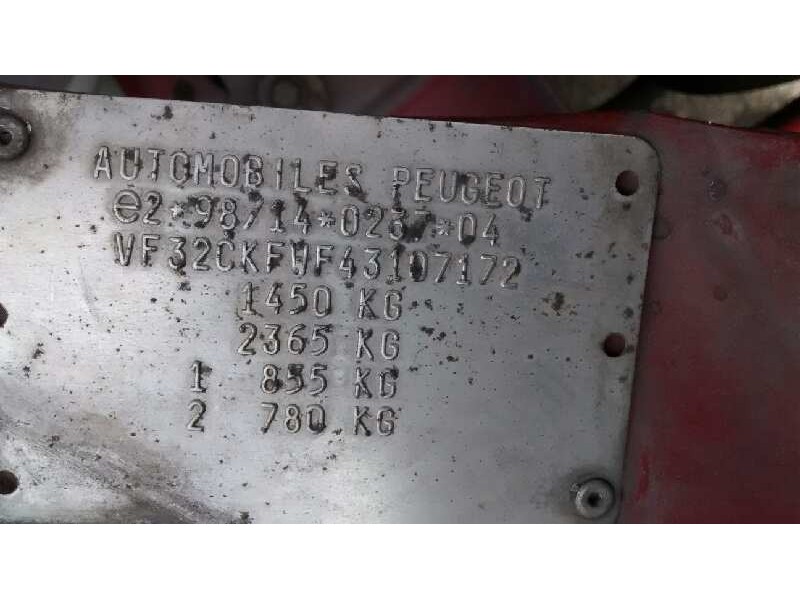 AUTOMOBILES PEUGEOT
e2*98/14*0237*04
VF32CKFWF43107172
1450 KG
2365 KG
1 855 KG
2 780 KG